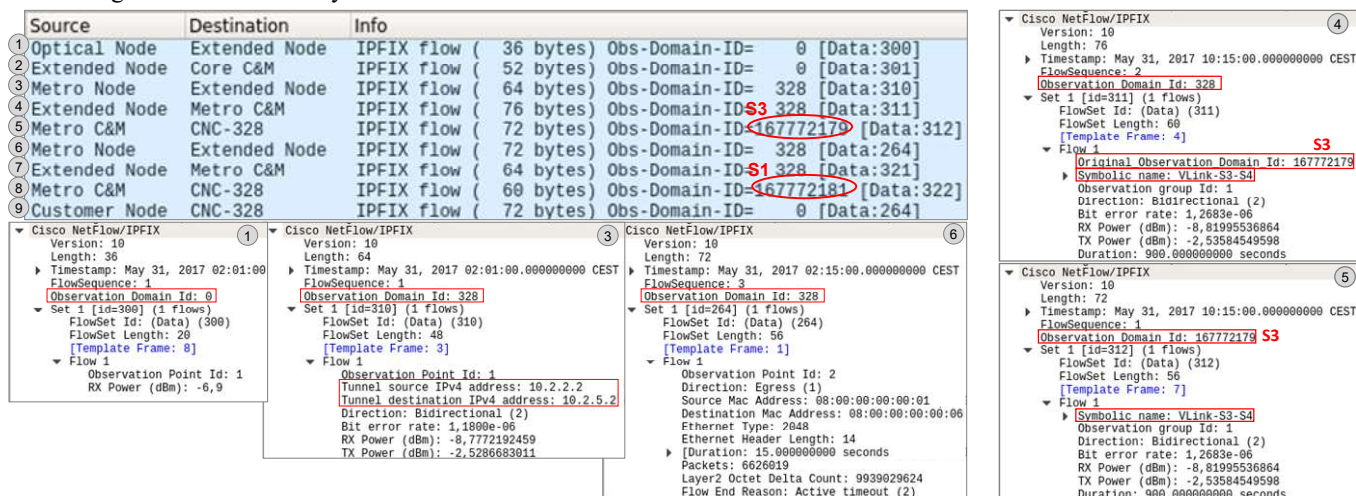 Source Destination Info
1 Optical Node Extended Node IPFIX flow ( 36 bytes) Obs-Domain-ID= 0 [Data:300]
2 Extended Node Core C&M IPFIX flow ( 52 bytes) Obs-Domain-ID= 0 [Data:301]
3 Metro Node Extended Node IPFIX flow ( 64 bytes) Obs-Domain-ID= 328 [Data:310]
4 Extended Node Metro C&M IPFIX flow ( 76 bytes) Obs-Domain-ID= 328 [Data:311]
S3
5 Metro C&M CNC-328 IPFIX flow ( 72 bytes) Obs-Domain-ID=167772179 [Data:312]
6 Metro Node Extended Node IPFIX flow ( 72 bytes) Obs-Domain-ID= 328 [Data:264]
7 Extended Node Metro C&M IPFIX flow ( 64 bytes) Obs-Domain-ID= 328 [Data:321]
S1
8 Metro C&M CNC-328 IPFIX flow ( 60 bytes) Obs-Domain-ID=167772181 [Data:322]
9 Customer Node CNC-328 IPFIX flow ( 72 bytes) Obs-Domain-ID= 0 [Data:264]
Cisco NetFlow/IPFIX 1
Version: 10
Length: 36
Timestamp: May 31, 2017 02:01:00
FlowSequence: 1
Observation Domain Id: 0
Set 1 [id=300] (1 flows)
FlowSet Id: (Data) (300)
FlowSet Length: 20
[Template Frame: 8]
Flow 1
Observation Point Id: 1
RX Power (dBm): -6,9
Cisco NetFlow/IPFIX 3
Version: 10
Length: 64
Timestamp: May 31, 2017 02:01:00.000000000 CEST
FlowSequence: 1
Observation Domain Id: 328
Set 1 [id=310] (1 flows)
FlowSet Id: (Data) (310)
FlowSet Length: 48
[Template Frame: 3]
Flow 1
Observation Point Id: 1
Tunnel source IPv4 address: 10.2.2.2
Tunnel destination IPv4 address: 10.2.5.2
Direction: Bidirectional (2)
Bit error rate: 1,1800e-06
RX Power (dBm): -8,7772192459
TX Power (dBm): -2,5286683011
Cisco NetFlow/IPFIX 6
Version: 10
Length: 72
Timestamp: May 31, 2017 02:15:00.000000000 CEST
FlowSequence: 3
Observation Domain Id: 328
Set 1 [id=264] (1 flows)
FlowSet Id: (Data) (264)
FlowSet Length: 56
[Template Frame: 1]
Flow 1
Observation Point Id: 2
Direction: Egress (1)
Source Mac Address: 08:00:00:00:00:01
Destination Mac Address: 08:00:00:00:00:06
Ethernet Type: 2048
Ethernet Header Length: 14
[Duration: 15.000000000 seconds
Packets: 6626019
Layer2 Octet Delta Count: 9939029624
Flow End Reason: Active timeout (2)
Cisco NetFlow/IPFIX 4
Version: 10
Length: 76
Timestamp: May 31, 2017 10:15:00.000000000 CEST
FlowSequence: 2
Observation Domain Id: 328
Set 1 [id=311] (1 flows)
FlowSet Id: (Data) (311)
FlowSet Length: 60
[Template Frame: 4]
Flow 1 S3
Original Observation Domain Id: 167772179
Symbolic name: VLink-S3-S4
Observation group Id: 1
Direction: Bidirectional (2)
Bit error rate: 1,2683e-06
RX Power (dBm): -8,81995536864
TX Power (dBm): -2,53584549598
Duration: 900.000000000 seconds
Cisco NetFlow/IPFIX 5
Version: 10
Length: 72
Timestamp: May 31, 2017 10:15:00.000000000 CEST
FlowSequence: 1
Observation Domain Id: 167772179 S3
Set 1 [id=312] (1 flows)
FlowSet Id: (Data) (312)
FlowSet Length: 56
[Template Frame: 7]
Flow 1
Symbolic name: VLink-S3-S4
Observation group Id: 1
Direction: Bidirectional (2)
Bit error rate: 1,2683e-06
RX Power (dBm): -8,81995536864
TX Power (dBm): -2,53584549598
Duration: 900.000000000 seconds